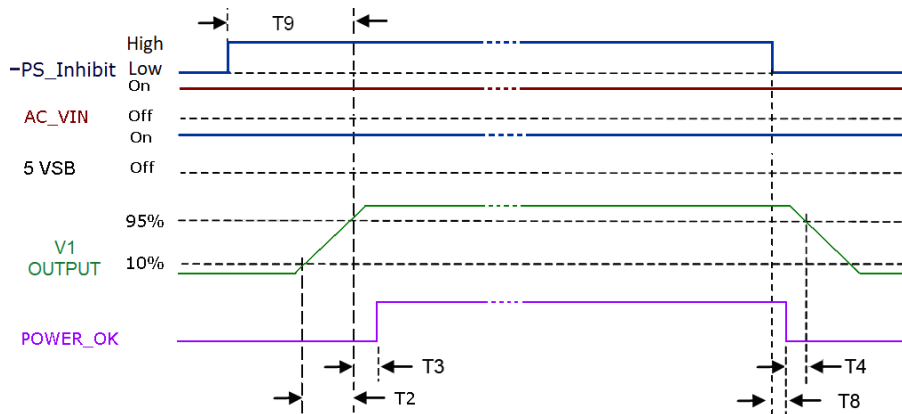 T9
High
-PS_Inhibit Low
On
AC_VIN Off
On
5 VSB Off
95%
V1
OUTPUT 10%
POWER_OK
T3
T4
T2
T8